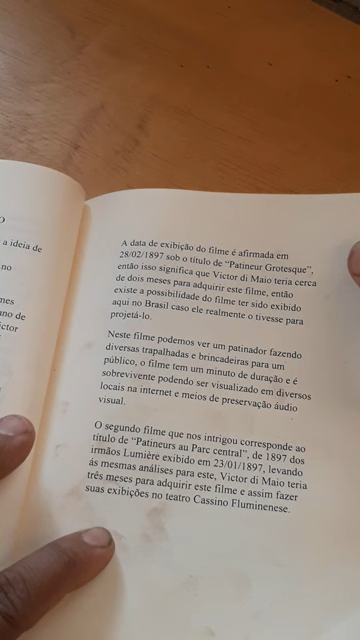 a ideia de
no
ano de
A data de exibição do filme é afirmada em
28/02/1897 sob o título de “Patineur Grotesque”,
então isso significa que Victor di Maio teria cerca
de dois meses para adquirir este filme, então
existe a possibilidade do filme ter sido exibido
aqui no Brasil caso ele realmente o tivesse para
projetá-lo.
Neste filme podemos ver um patinador fazendo
diversas trapalhadas e brincadeiras para um
público, o filme tem um minuto de duração e é
sobrevivente podendo ser visualizado em diversos
locais na internet e meios de preservação áudio
visual.
O segundo filme que nos intrigou corresponde ao
título de “Patineurs au Parc central”, de 1897 dos
irmãos Lumière exibido em 23/01/1897, levando
ás mesmas análises para este, Victor di Maio teria
três meses para adquirir este filme e assim fazer
suas exibições no teatro Cassino Fluminenese.